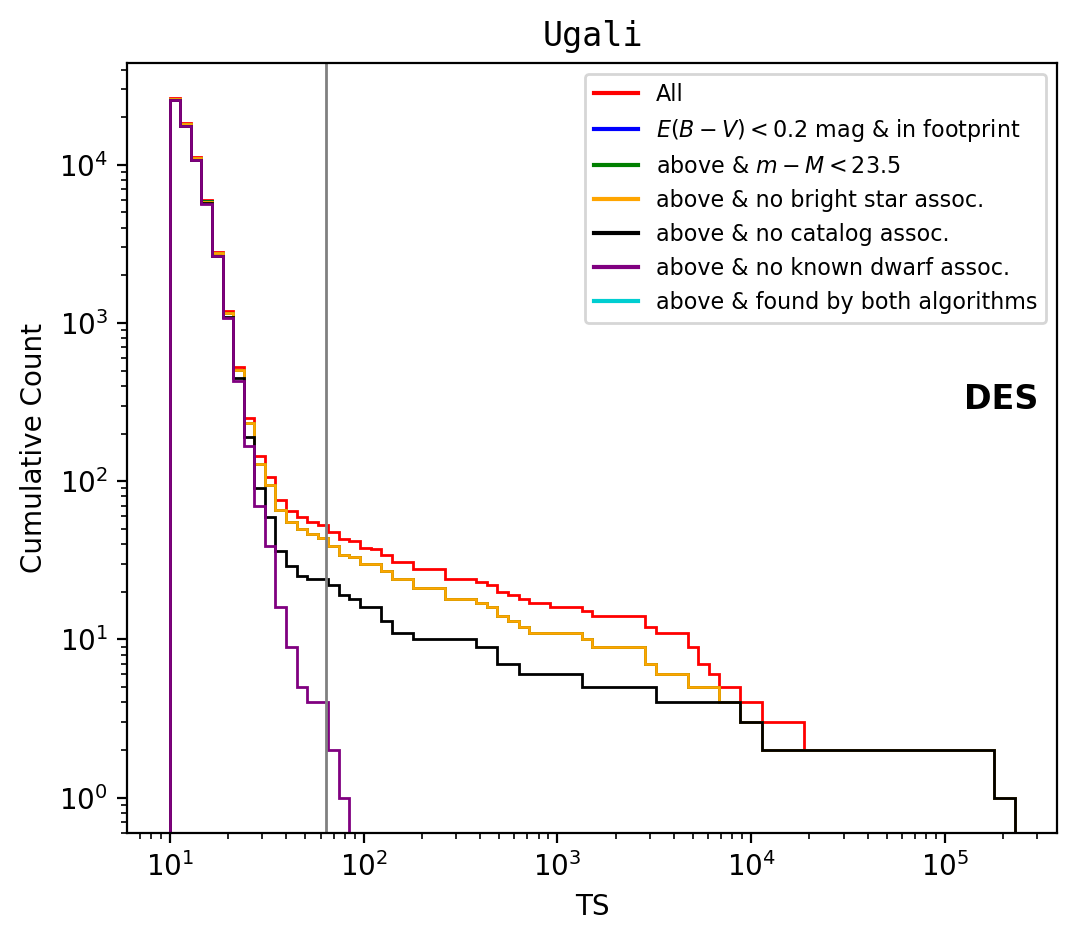 Ugali
All
E(B − V) < 0.2 mag & in footprint
above & m − M < 23.5
above & no bright star assoc.
above & no catalog assoc.
above & no known dwarf assoc.
above & found by both algorithms
DES
Cumulative Count
10⁴
10³
10²
10¹
10⁰
10¹ 10² 10³ 10⁴ 10⁵
TS